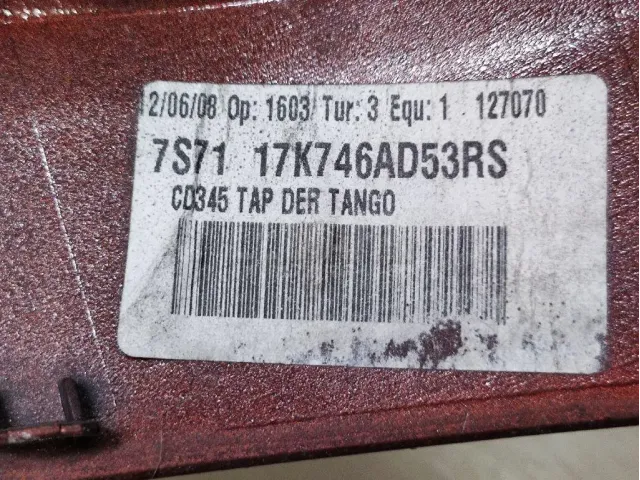 2/06/08 Op: 1603 Tur: 3 Equ: 1 127070
7S71 17K746AD53RS
CD345 TAP DER TANGO